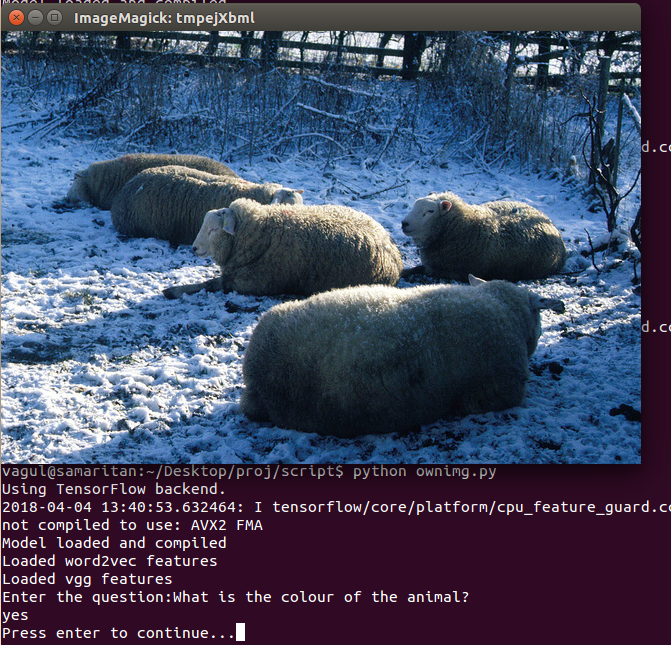 Model loaded and compiled
ImageMagick: tmpejXbml
d.co
d.co
vagul@samaritan:~/Desktop/proj/script$ python ownimg.py
Using TensorFlow backend.
2018-04-04 13:40:53.632464: I tensorflow/core/platform/cpu_feature_guard.co
not compiled to use: AVX2 FMA
Model loaded and compiled
Loaded word2vec features
Loaded vgg features
Enter the question:What is the colour of the animal?
yes
Press enter to continue...